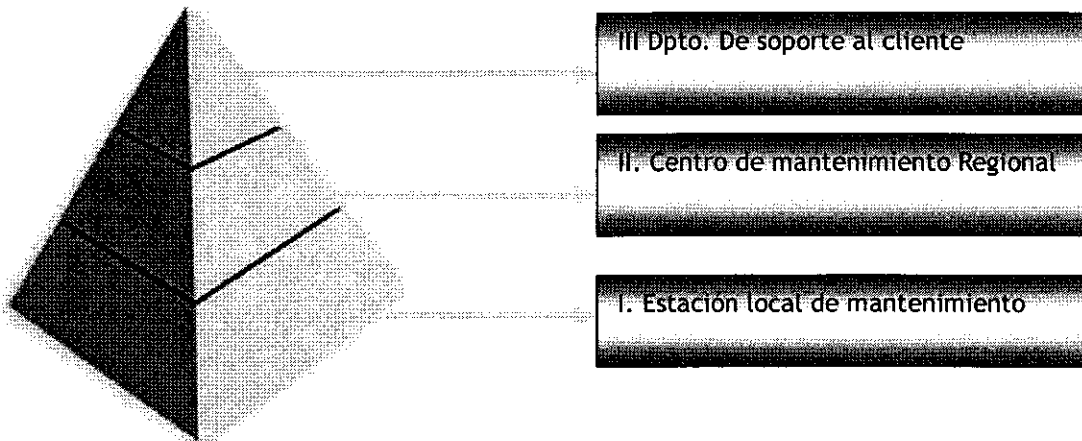 III Dpto. De soporte al cliente
II. Centro de mantenimiento Regional
I. Estación local de mantenimiento